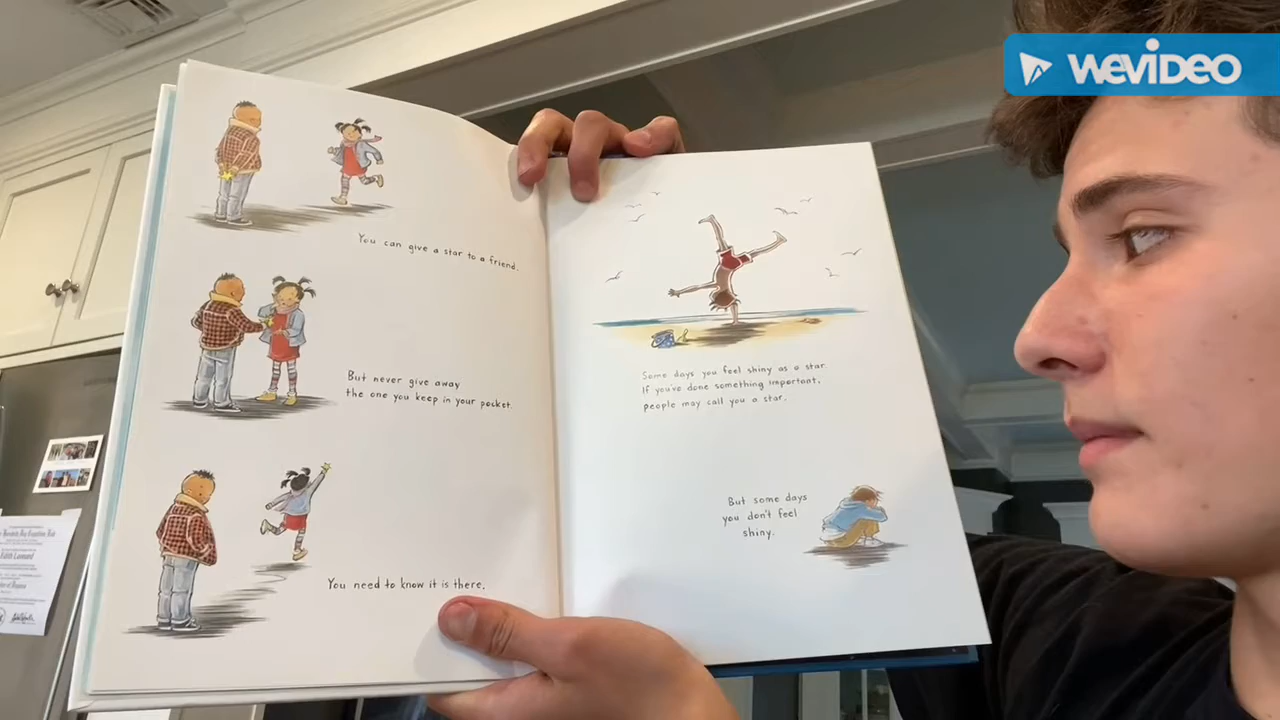 WEVIDEO
You can give a star to a friend.
But never give away
the one you keep in your pocket.
You need to know it is there.
Some days you feel shiny as a star.
If you've done something important,
people may call you a star.
But some days
you don't feel
shiny.